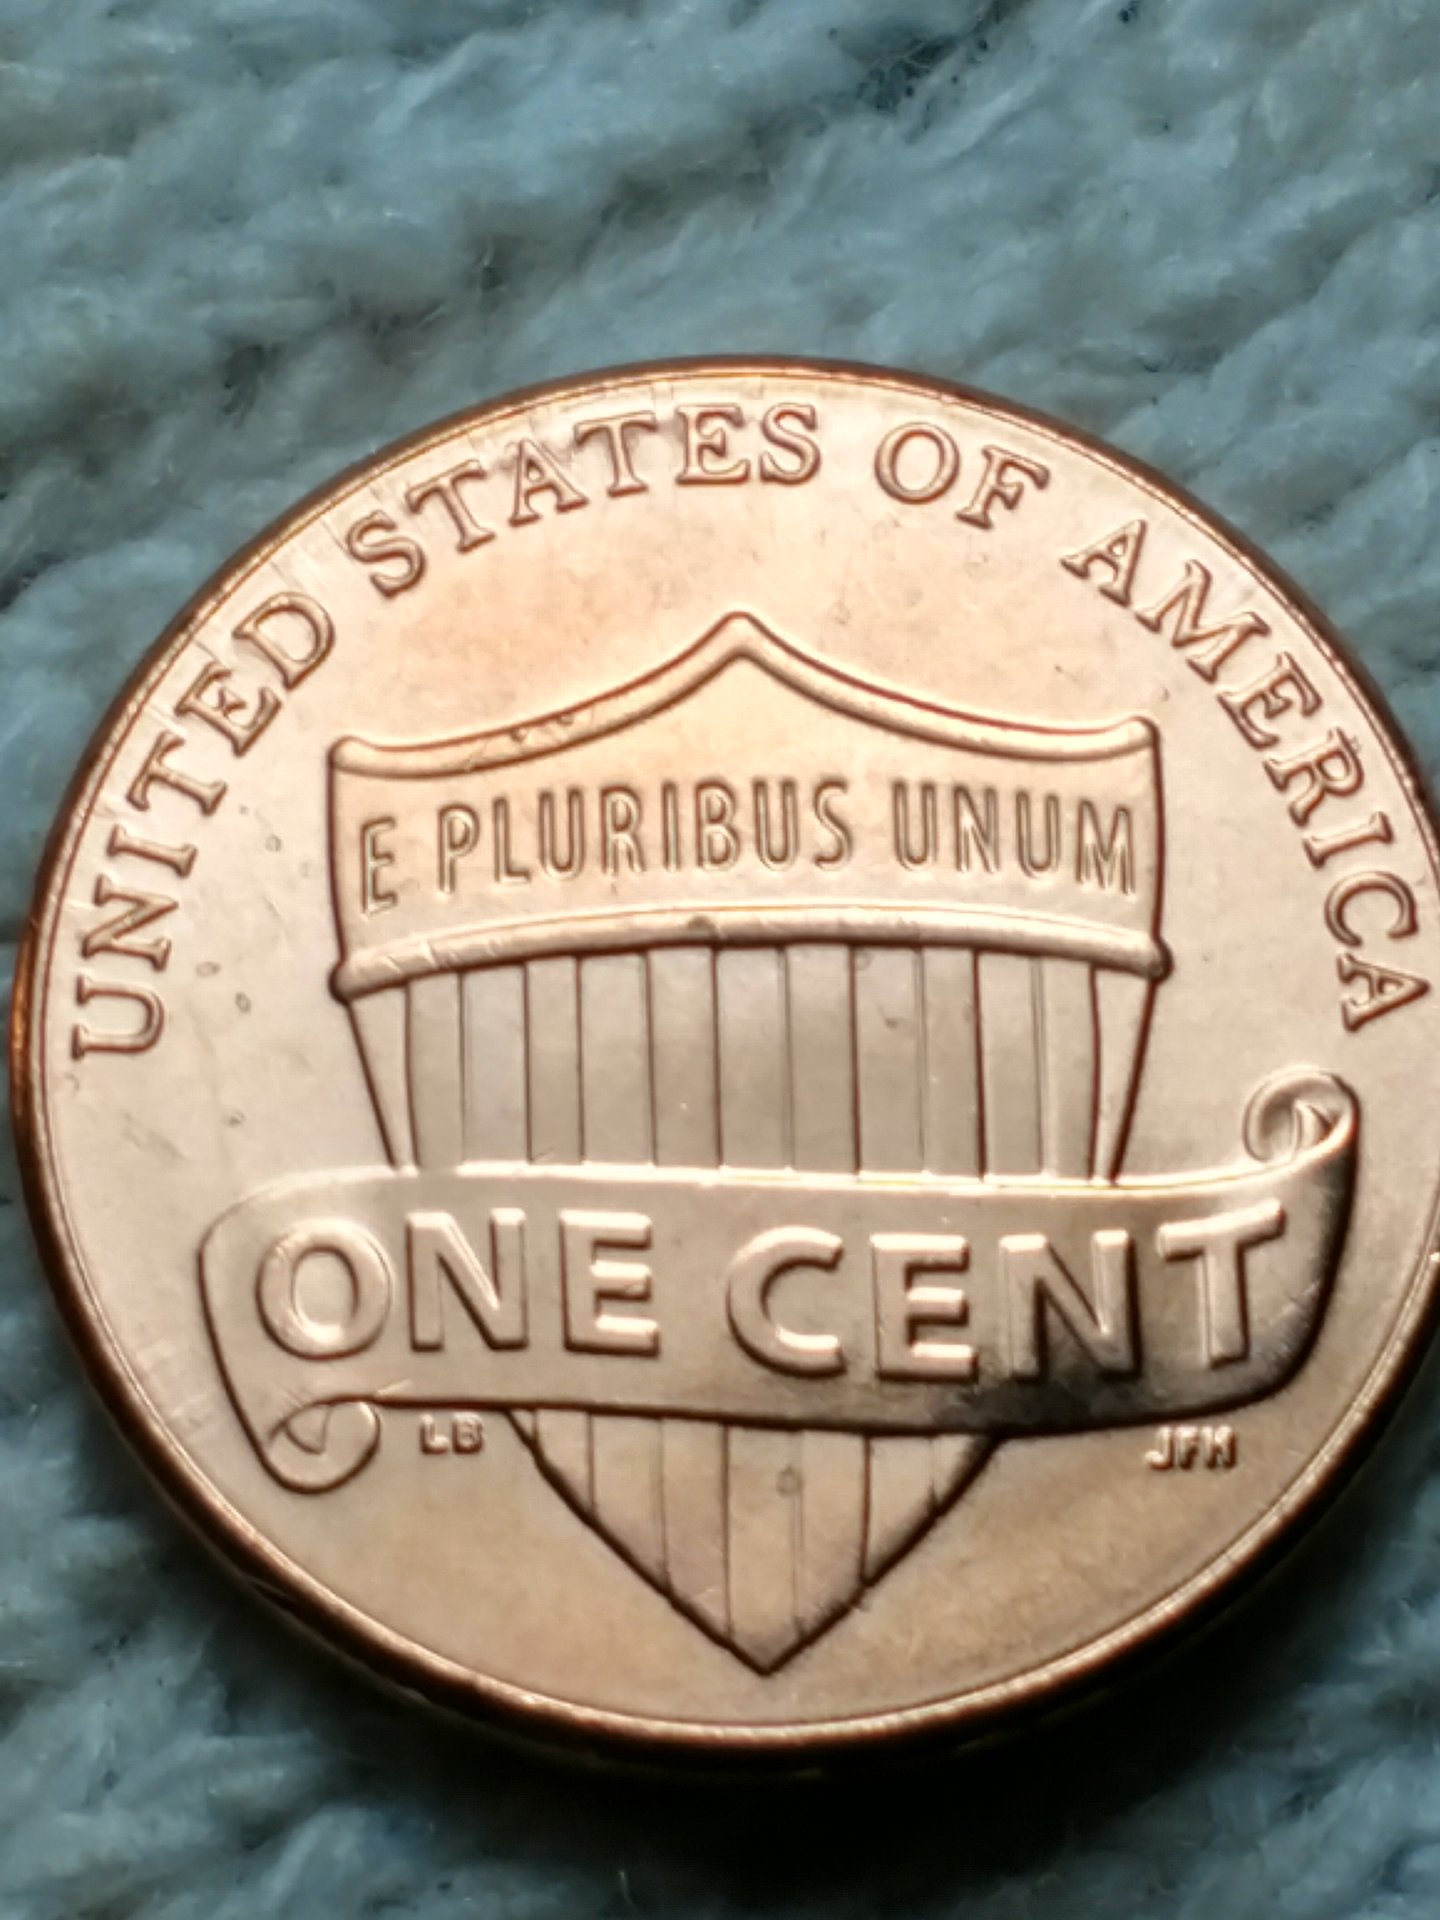 UNITED STATES OF AMERICA
E PLURIBUS UNUM
ONE CENT
LB
JFM